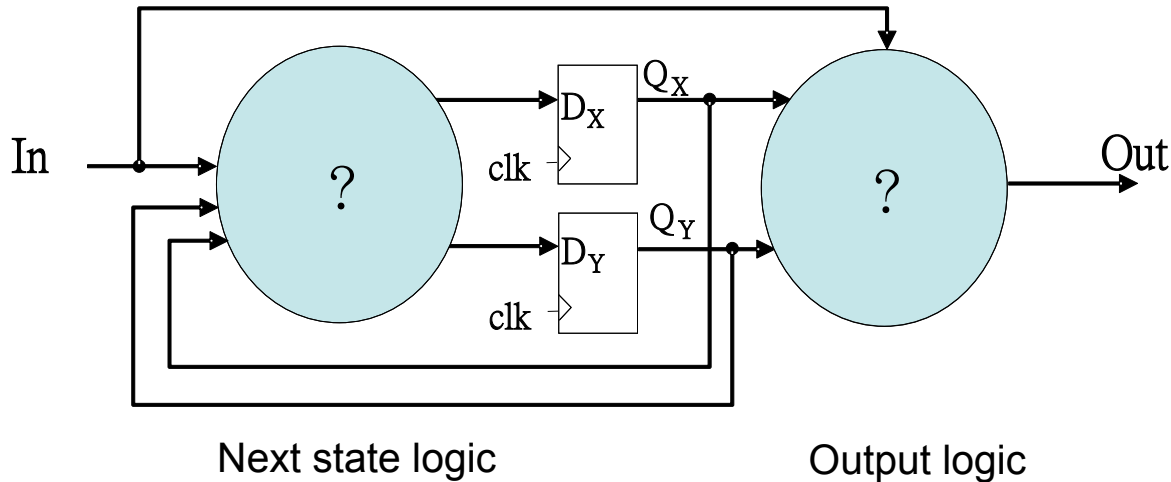 In
?
D_X
clk
Q_X
D_Y
clk
Q_Y
?
Out
Next state logic
Output logic